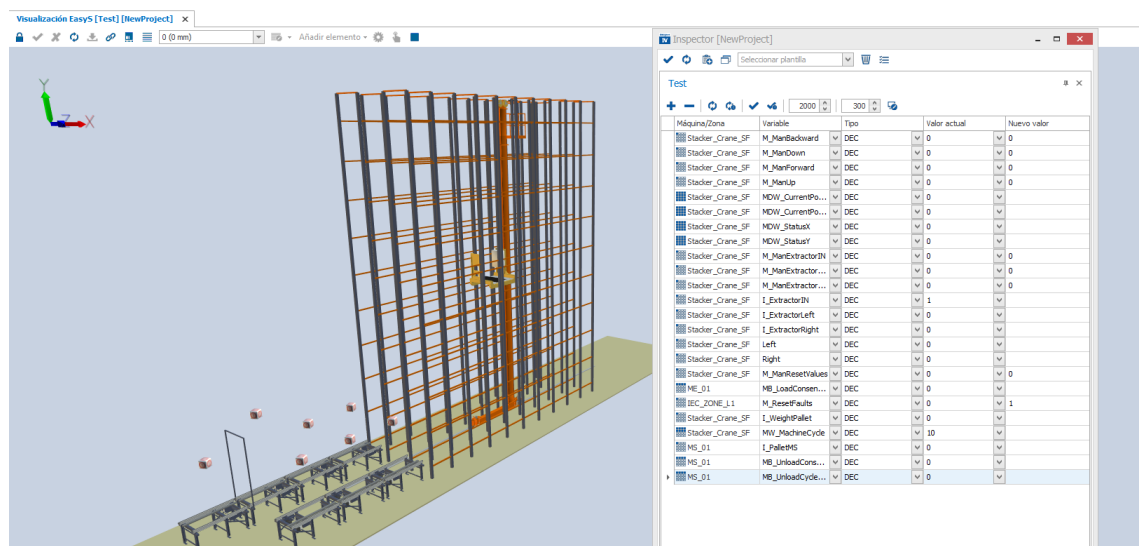 Visualización EasyS [Test] [NewProject]
0 (0 mm)
Añadir elemento
Y
Z
X
Inspector [NewProject]
Seleccionar plantilla
Test
2000
300
Máquina/Zona Variable Tipo Valor actual Nuevo valor
Stacker_Crane_SF M_ManBackward DEC 0 0
Stacker_Crane_SF M_ManDown DEC 0 0
Stacker_Crane_SF M_ManForward DEC 0 0
Stacker_Crane_SF M_ManUp DEC 0 0
Stacker_Crane_SF MDW_CurrentPo... DEC 0
Stacker_Crane_SF MDW_CurrentPo... DEC 0
Stacker_Crane_SF MDW_StatusX DEC 0
Stacker_Crane_SF MDW_StatusY DEC 0
Stacker_Crane_SF M_ManExtractorIN DEC 0 0
Stacker_Crane_SF M_ManExtractor... DEC 0 0
Stacker_Crane_SF M_ManExtractor... DEC 0 0
Stacker_Crane_SF I_ExtractorIN DEC 1
Stacker_Crane_SF I_ExtractorLeft DEC 0
Stacker_Crane_SF I_ExtractorRight DEC 0
Stacker_Crane_SF Left DEC 0
Stacker_Crane_SF Right DEC 0
Stacker_Crane_SF M_ManResetValues DEC 0 0
ME_01 MB_LoadConsen... DEC 0
IEC_ZONE_L1 M_ResetFaults DEC 0 1
Stacker_Crane_SF I_WeightPallet DEC 0
Stacker_Crane_SF MW_MachineCycle DEC 10
MS_01 I_PalletMS DEC 0
MS_01 MB_UnloadCons... DEC 0
MS_01 MB_UnloadCycle... DEC 0